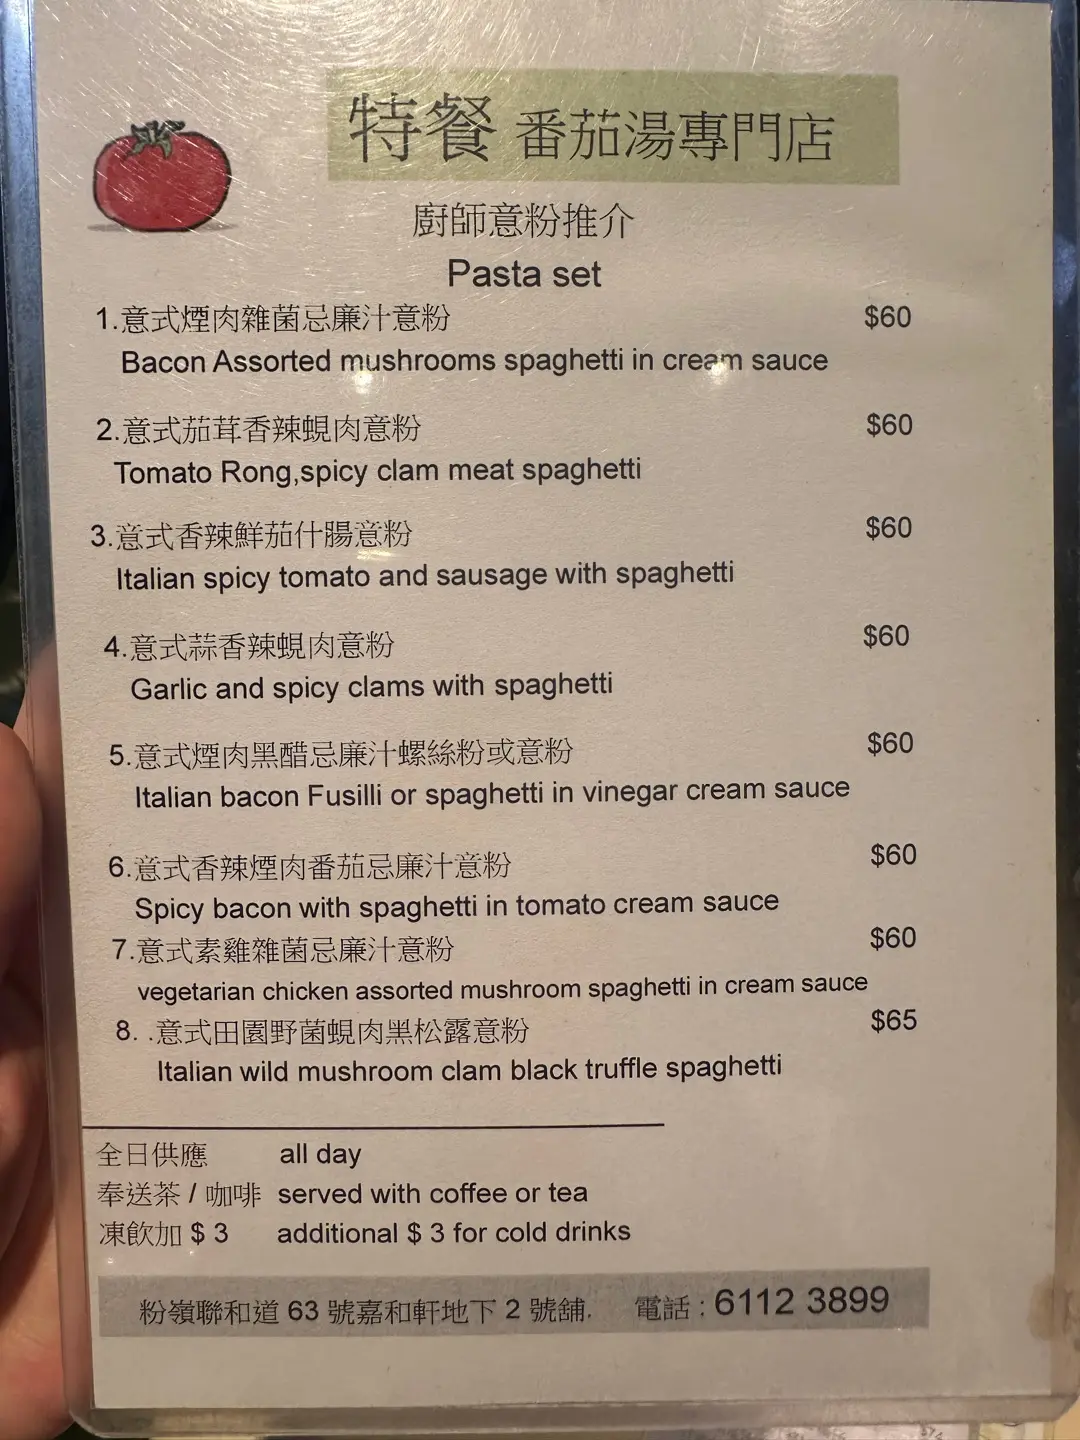 特餐 番茄湯專門店
廚師意粉推介
Pasta set
1.意式煙肉雜菌忌廉汁意粉 $60
Bacon Assorted mushrooms spaghetti in cream sauce
2.意式茄茸香辣蜆肉意粉 $60
Tomato Rong,spicy clam meat spaghetti
3.意式香辣鮮茄什腸意粉 $60
Italian spicy tomato and sausage with spaghetti
4.意式蒜香辣蜆肉意粉 $60
Garlic and spicy clams with spaghetti
5.意式煙肉黑醋忌廉汁螺絲粉或意粉 $60
Italian bacon Fusilli or spaghetti in vinegar cream sauce
6.意式香辣煙肉番茄忌廉汁意粉 $60
Spicy bacon with spaghetti in tomato cream sauce
7.意式素雞雜菌忌廉汁意粉 $60
vegetarian chicken assorted mushroom spaghetti in cream sauce
8. .意式田園野菌蜆肉黑松露意粉 $65
Italian wild mushroom clam black truffle spaghetti
全日供應 all day
奉送茶 / 咖啡 served with coffee or tea
凍飲加 $ 3 additional $ 3 for cold drinks
粉嶺聯和道 63 號嘉和軒地下 2 號舖. 電話 : 6112 3899